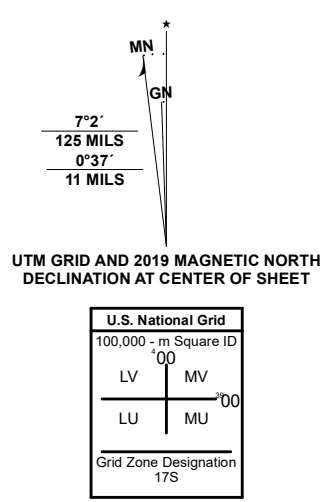 ★
MN
GN
7°2´
125 MILS
0°37´
11 MILS
UTM GRID AND 2019 MAGNETIC NORTH
DECLINATION AT CENTER OF SHEET
U.S. National Grid
100,000 - m Square ID
⁴00
LV MV
³⁹00
LU MU
Grid Zone Designation
17S